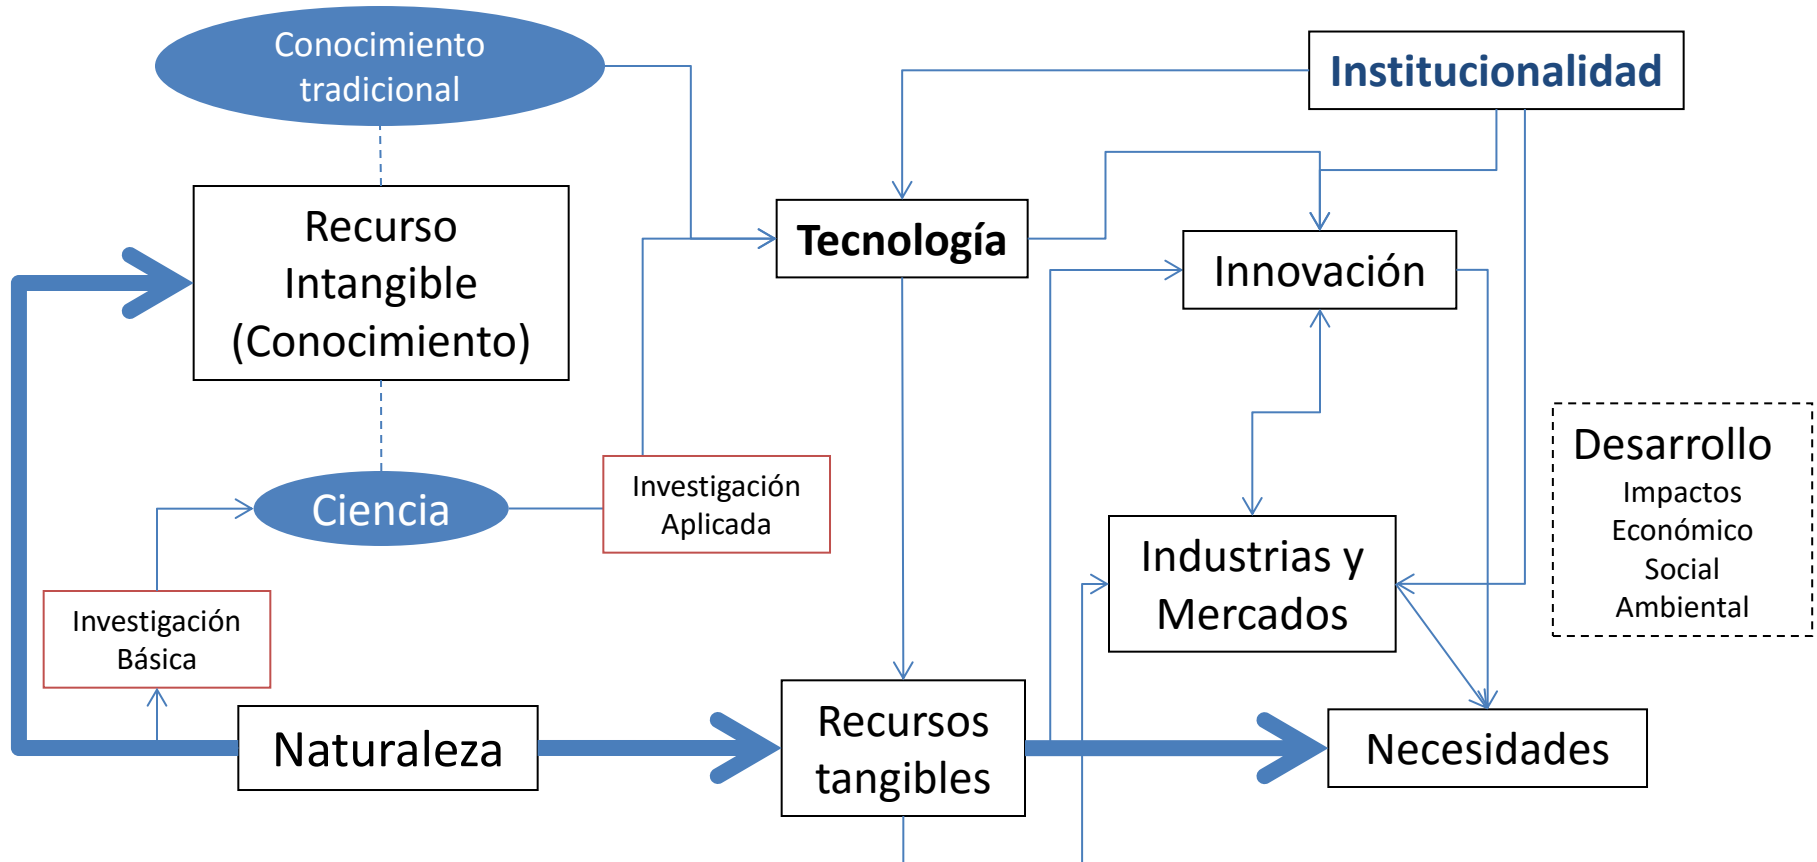 Conocimiento
tradicional
Institucionalidad
Recurso
Intangible
(Conocimiento)
Tecnología
Innovación
Ciencia
Investigación
Aplicada
Desarrollo
Impactos
Económico
Social
Ambiental
Industrias y
Mercados
Investigación
Básica
Naturaleza
Recursos
tangibles
Necesidades